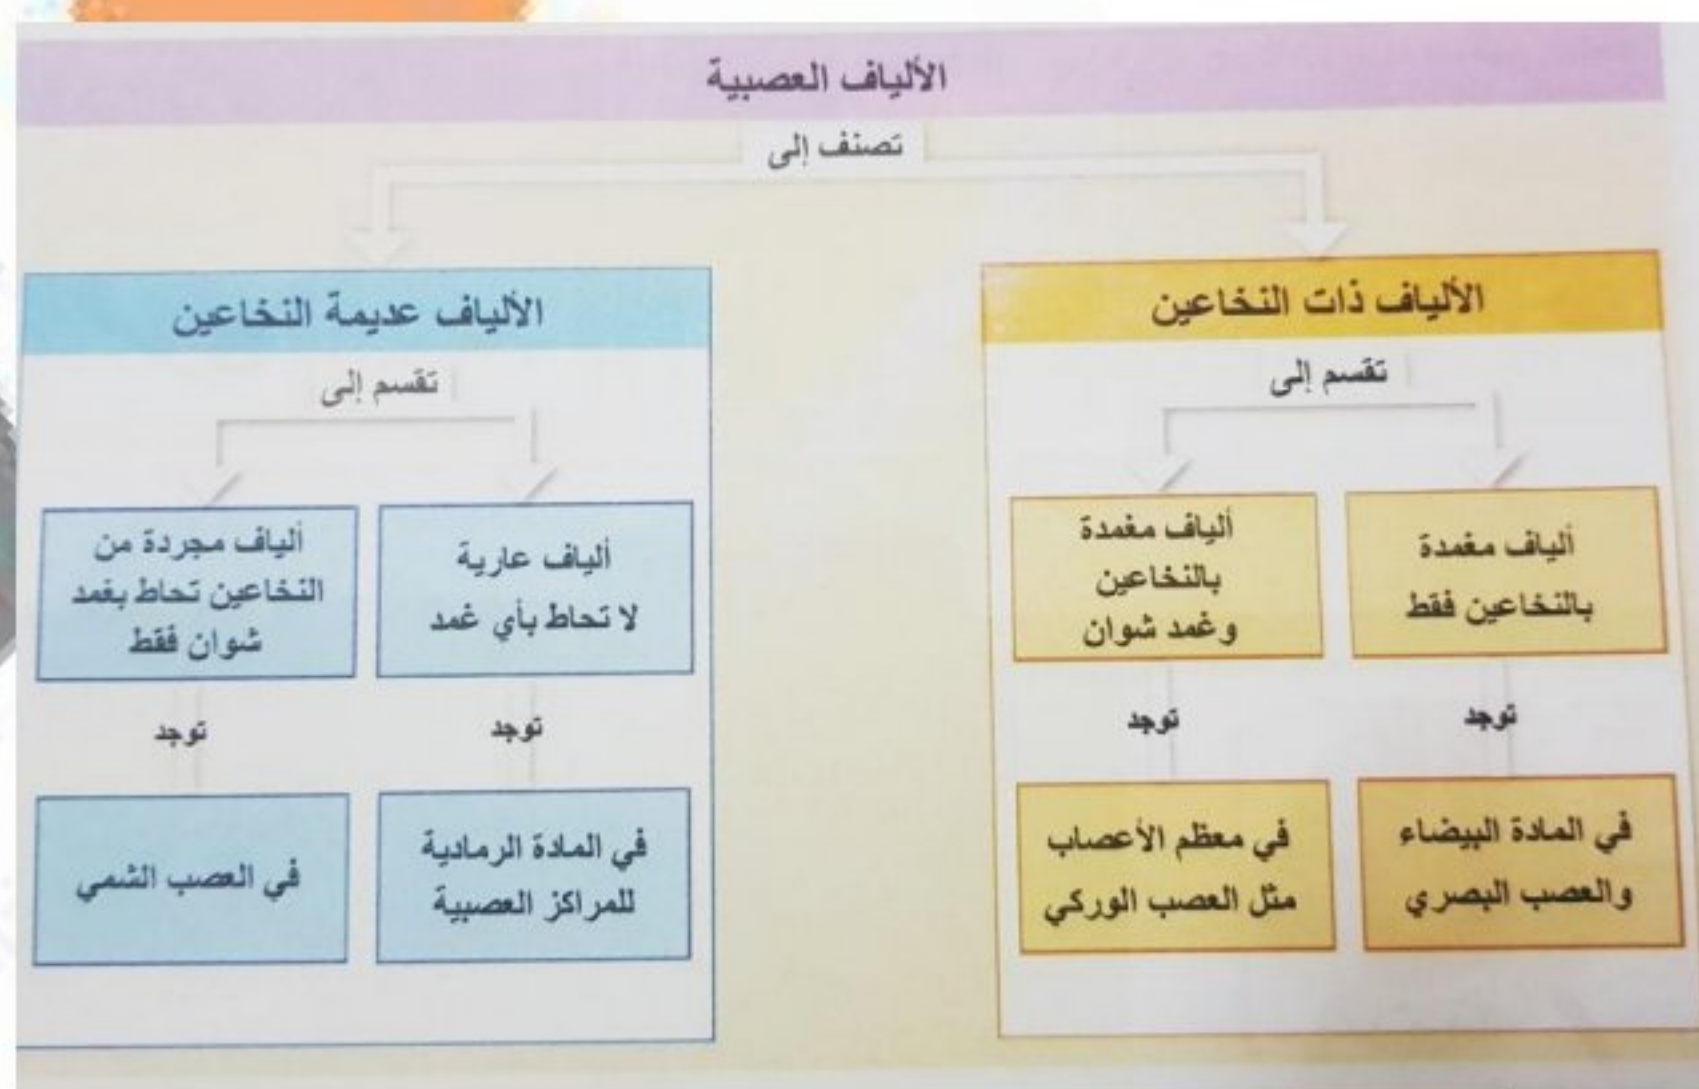 الألياف العصبية
تصنف إلى
الألياف ذات النخاعين
تقسم إلى
ألياف مغمدة
بالنخاعين فقط
توجد
في المادة البيضاء
والعصب البصري
ألياف مغمدة
بالنخاعين
وغمد شوان
توجد
في معظم الأعصاب
مثل العصب الوركي
الألياف عديمة النخاعين
تقسم إلى
ألياف عارية
لا تحاط بأي غمد
توجد
في المادة الرمادية
للمراكز العصبية
ألياف مجردة من
النخاعين تحاط بغمد
شوان فقط
توجد
في العصب الشمي